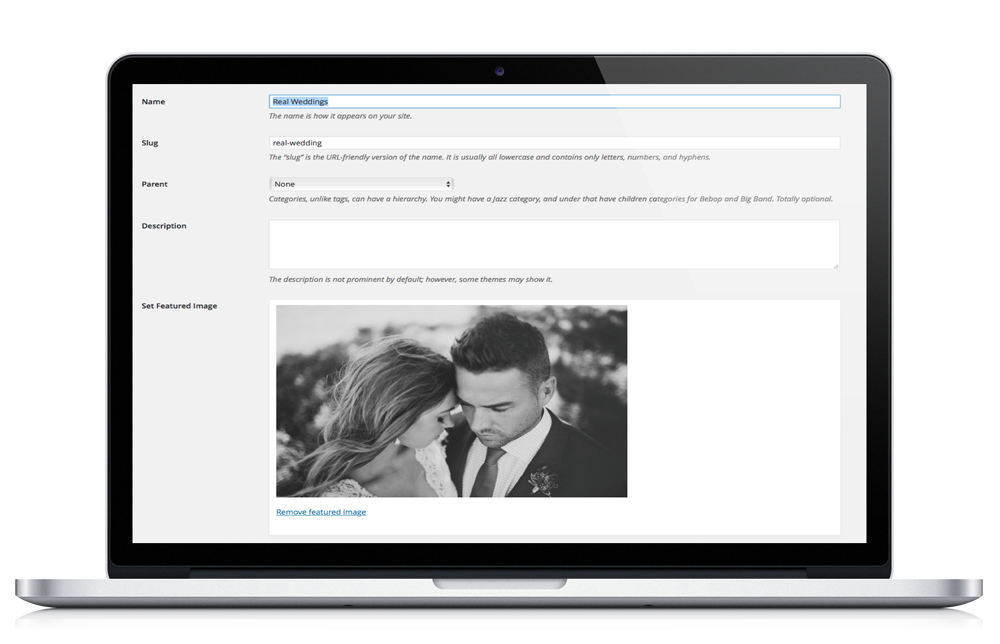 Name
Real Weddings
The name is how it appears on your site.
Slug
real-wedding
The "slug" is the URL-friendly version of the name. It is usually all lowercase and contains only letters, numbers, and hyphens.
Parent
None
Categories, unlike tags, can have a hierarchy. You might have a Jazz category, and under that have children categories for Bebop and Big Band. Totally optional.
Description
The description is not prominent by default; however, some themes may show it.
Set Featured Image
Remove featured image